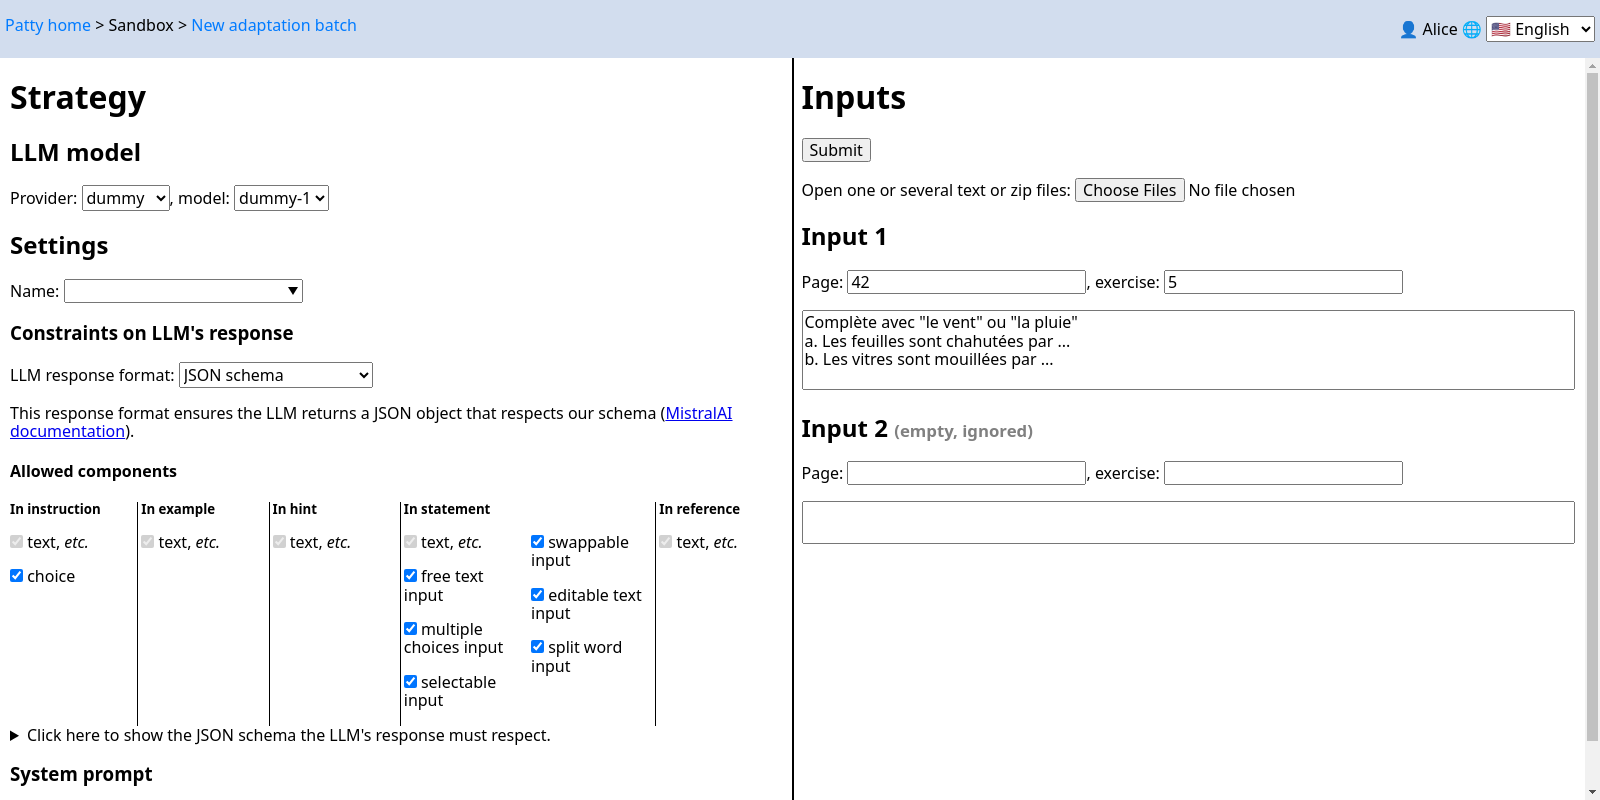 Patty home > Sandbox > New adaptation batch
👤 Alice 🌐 🇺🇸 English
Strategy
LLM model
Provider: dummy, model: dummy-1
Settings
Name:
Constraints on LLM's response
LLM response format: JSON schema
This response format ensures the LLM returns a JSON object that respects our schema (MistralAI
documentation).
Allowed components
In instruction
text, etc.
choice
In example
text, etc.
In hint
text, etc.
In statement
text, etc.
free text
input
multiple
choices input
selectable
input
swappable
input
editable text
input
split word
input
In reference
text, etc.
Click here to show the JSON schema the LLM's response must respect.
System prompt
Inputs
Submit
Open one or several text or zip files: Choose Files No file chosen
Input 1
Page: 42, exercise: 5
Complète avec "le vent" ou "la pluie"
a. Les feuilles sont chahutées par ...
b. Les vitres sont mouillées par ...
Input 2 (empty, ignored)
Page: , exercise: